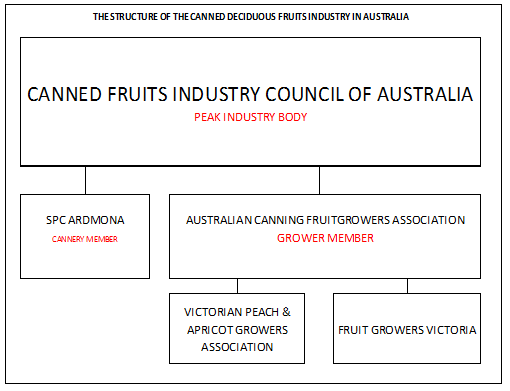 THE STRUCTURE OF THE CANNED DECIDUOUS FRUITS INDUSTRY IN AUSTRALIA
CANNED FRUITS INDUSTRY COUNCIL OF AUSTRALIA
PEAK INDUSTRY BODY
SPC ARDMONA
CANNERY MEMBER
AUSTRALIAN CANNING FRUITGROWERS ASSOCIATION
GROWER MEMBER
VICTORIAN PEACH &
APRICOT GROWERS
ASSOCIATION
FRUIT GROWERS VICTORIA